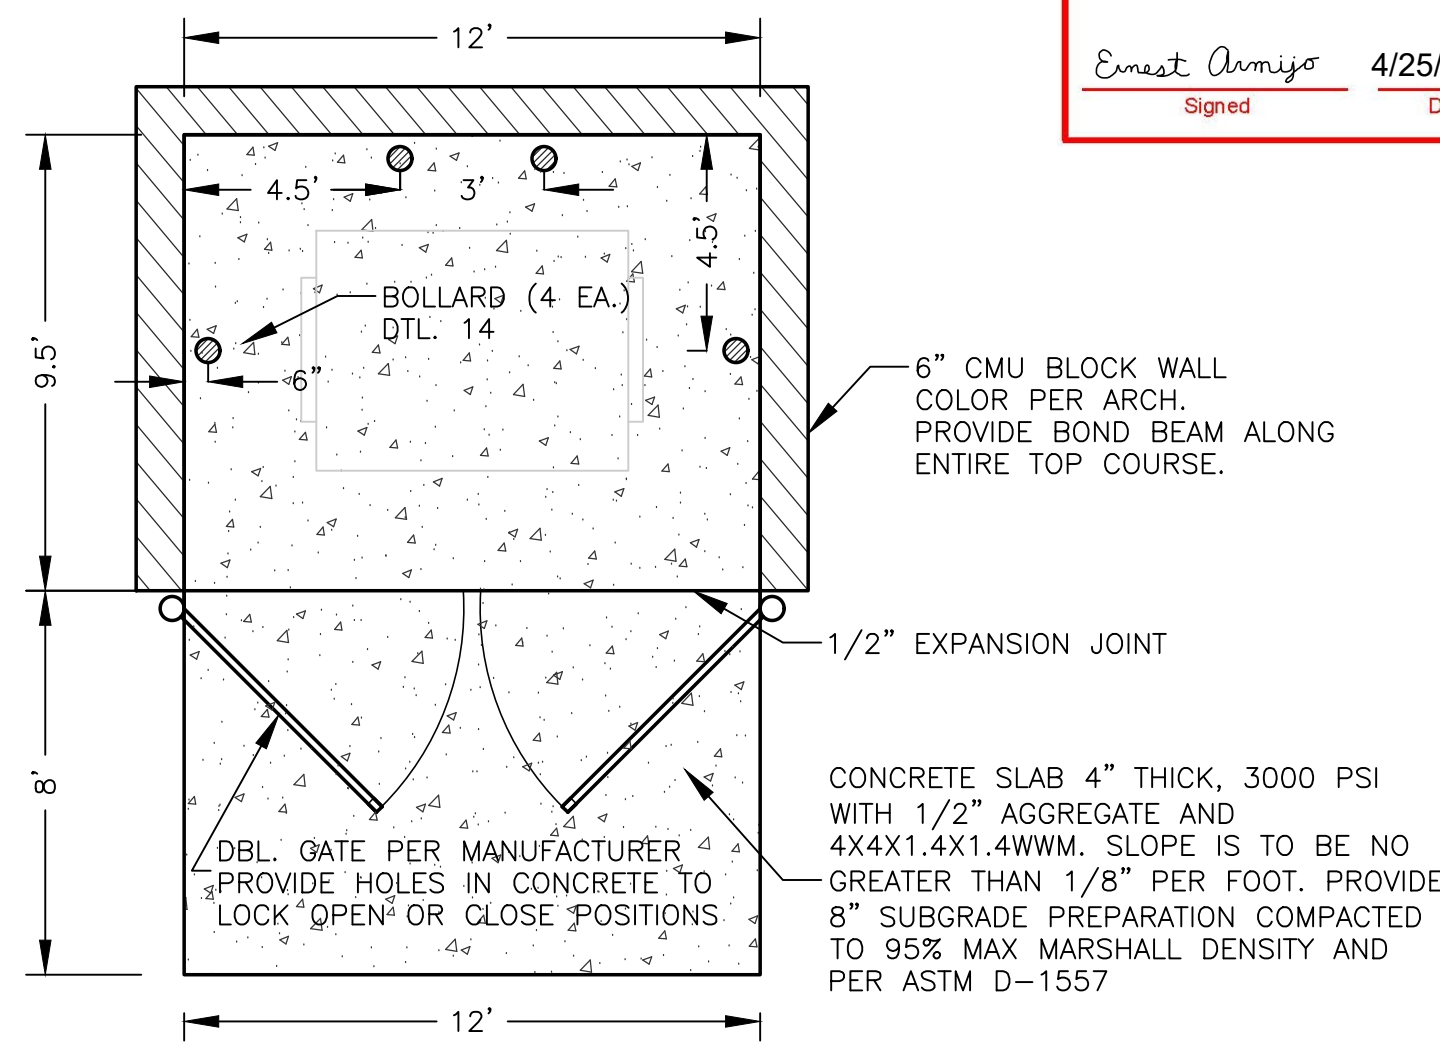 12'
Ernest Armijo 4/25/
Signed D
4.5' 3'
4.5'
BOLLARD (4 EA.)
DTL. 14
6"
9.5'
6" CMU BLOCK WALL
COLOR PER ARCH.
PROVIDE BOND BEAM ALONG
ENTIRE TOP COURSE.
1/2" EXPANSION JOINT
8'
CONCRETE SLAB 4" THICK, 3000 PSI
WITH 1/2" AGGREGATE AND
4X4X1.4X1.4WWM. SLOPE IS TO BE NO
GREATER THAN 1/8" PER FOOT. PROVIDE
8" SUBGRADE PREPARATION COMPACTED
TO 95% MAX MARSHALL DENSITY AND
PER ASTM D-1557
DBL. GATE PER MANUFACTURER
PROVIDE HOLES IN CONCRETE TO
LOCK OPEN OR CLOSE POSITIONS
12'